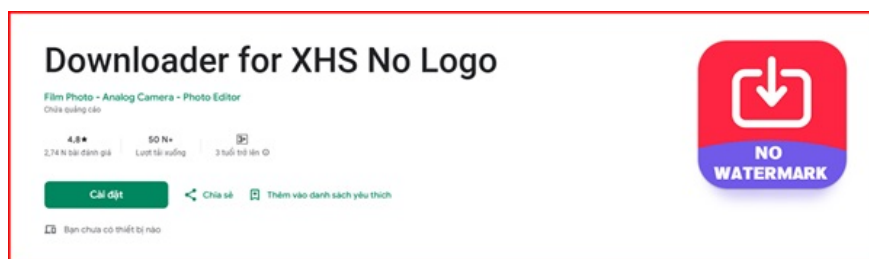 Downloader for XHS No Logo
Film Photo - Analog Camera - Photo Editor
Chứa quảng cáo
4,8★ 50 N+ 3+
2,74 N bài đánh giá Lượt tải xuống 3 tuổi trở lên
Cài đặt Chia sẻ Thêm vào danh sách yêu thích
Bạn chưa có thiết bị nào
NO
WATERMARK